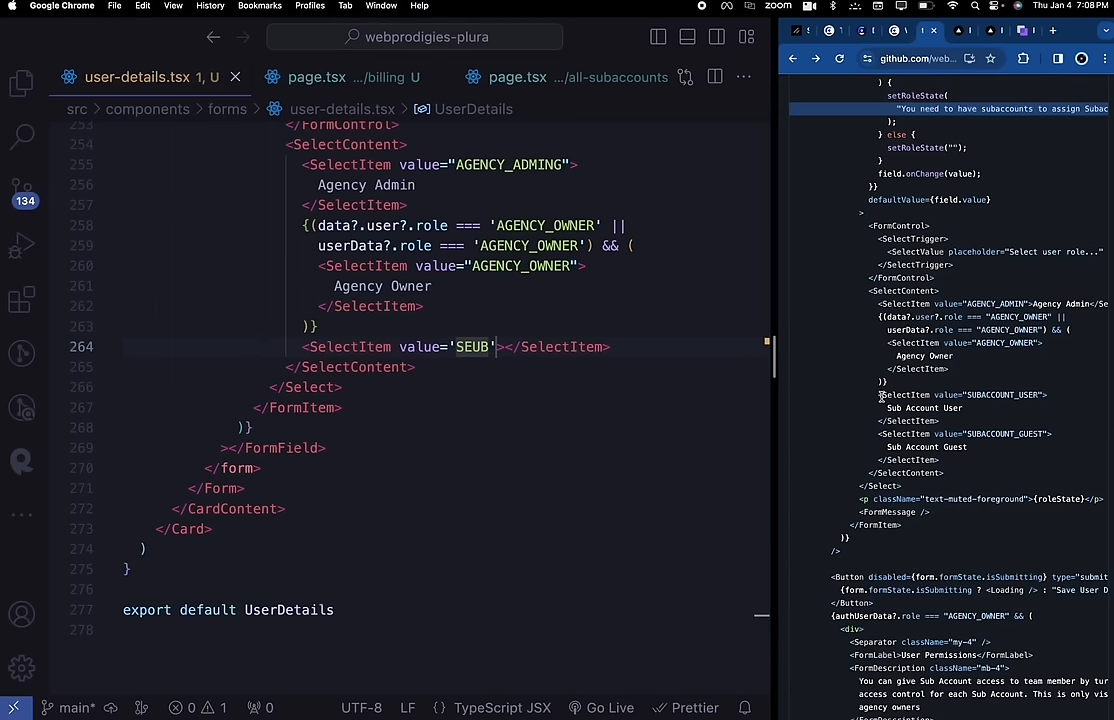 Google Chrome File Edit View History Bookmarks Profiles Tab Window Help zoom Thu Jan 4 7:08 PM
webprodigies-plura
user-details.tsx 1, U page.tsx .../billing U page.tsx .../all-subaccounts
src > components > forms > user-details.tsx > UserDetails
253 </FormControl>
254 <SelectContent>
255 <SelectItem value="AGENCY_ADMING">
256 Agency Admin
257 </SelectItem>
258 {(data?.user?.role === 'AGENCY_OWNER' ||
259 userData?.role === 'AGENCY_OWNER') && (
260 <SelectItem value="AGENCY_OWNER">
261 Agency Owner
262 </SelectItem>
263 )}
264 <SelectItem value='SEUB'></SelectItem>
265 </SelectContent>
266 </Select>
267 </FormItem>
268 )}
269 ></FormField>
270 </form>
271 </Form>
272 </CardContent>
273 </Card>
274 )
275 }
276
277 export default UserDetails
278
134
main* 0 1 0 UTF-8 LF {} TypeScript JSX Go Live Prettier
github.com/web...
) {
setRoleState(
"You need to have subaccounts to assign Subac
);
} else {
setRoleState("");
}
field.onChange(value);
}}
defaultValue={field.value}
>
<FormControl>
<SelectTrigger>
<SelectValue placeholder="Select user role..."
</SelectTrigger>
</FormControl>
<SelectContent>
<SelectItem value="AGENCY_ADMIN">Agency Admin</Se
{(data?.user?.role === "AGENCY_OWNER" ||
userData?.role === "AGENCY_OWNER") && (
<SelectItem value="AGENCY_OWNER">
Agency Owner
</SelectItem>
)}
<SelectItem value="SUBACCOUNT_USER">
Sub Account User
</SelectItem>
<SelectItem value="SUBACCOUNT_GUEST">
Sub Account Guest
</SelectItem>
</SelectContent>
</Select>
<p className="text-muted-foreground">{roleState}</p>
<FormMessage />
</FormItem>
)}
/>
<Button disabled={form.formState.isSubmitting} type="submit
{form.formState.isSubmitting ? <Loading /> : "Save User D
</Button>
{authUserData?.role === "AGENCY_OWNER" && (
<div>
<Separator className="my-4" />
<FormLabel>User Permissions</FormLabel>
<FormDescription className="mb-4">
You can give Sub Account access to team member by tur
access control for each Sub Account. This is only vis
agency owners
</FormDescription>